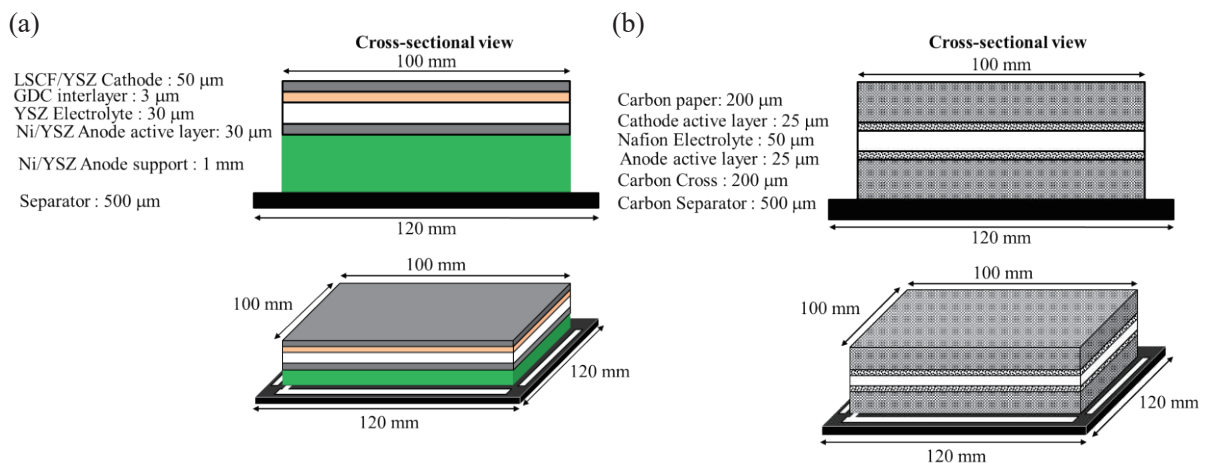 (a)
Cross-sectional view
100 mm
LSCF/YSZ Cathode : 50 μm
GDC interlayer : 3 μm
YSZ Electrolyte : 30 μm
Ni/YSZ Anode active layer: 30 μm
Ni/YSZ Anode support : 1 mm
Separator : 500 μm
120 mm
100 mm
100 mm
120 mm
120 mm
(b)
Cross-sectional view
100 mm
Carbon paper: 200 μm
Cathode active layer : 25 μm
Nafion Electrolyte : 50 μm
Anode active layer : 25 μm
Carbon Cross : 200 μm
Carbon Separator : 500 μm
120 mm
100 mm
100 mm
120 mm
120 mm